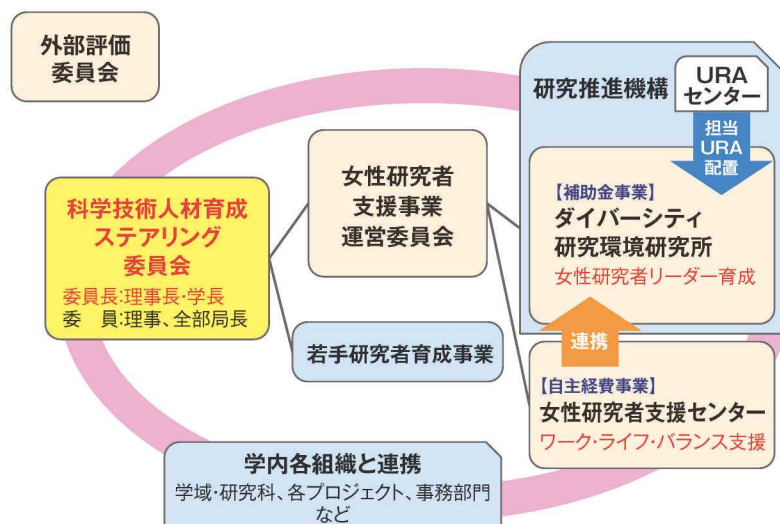 外部評価
委員会
科学技術人材育成
ステアリング
委員会
委員長:理事長・学長
委　員:理事、全部局長
女性研究者
支援事業
運営委員会
若手研究者育成事業
研究推進機構
URA
センター
担当
URA
配置
【補助金事業】
ダイバーシティ
研究環境研究所
女性研究者リーダー育成
連携
【自主経費事業】
女性研究者支援センター
ワーク・ライフ・バランス支援
学内各組織と連携
学域・研究科、各プロジェクト、事務部門
など